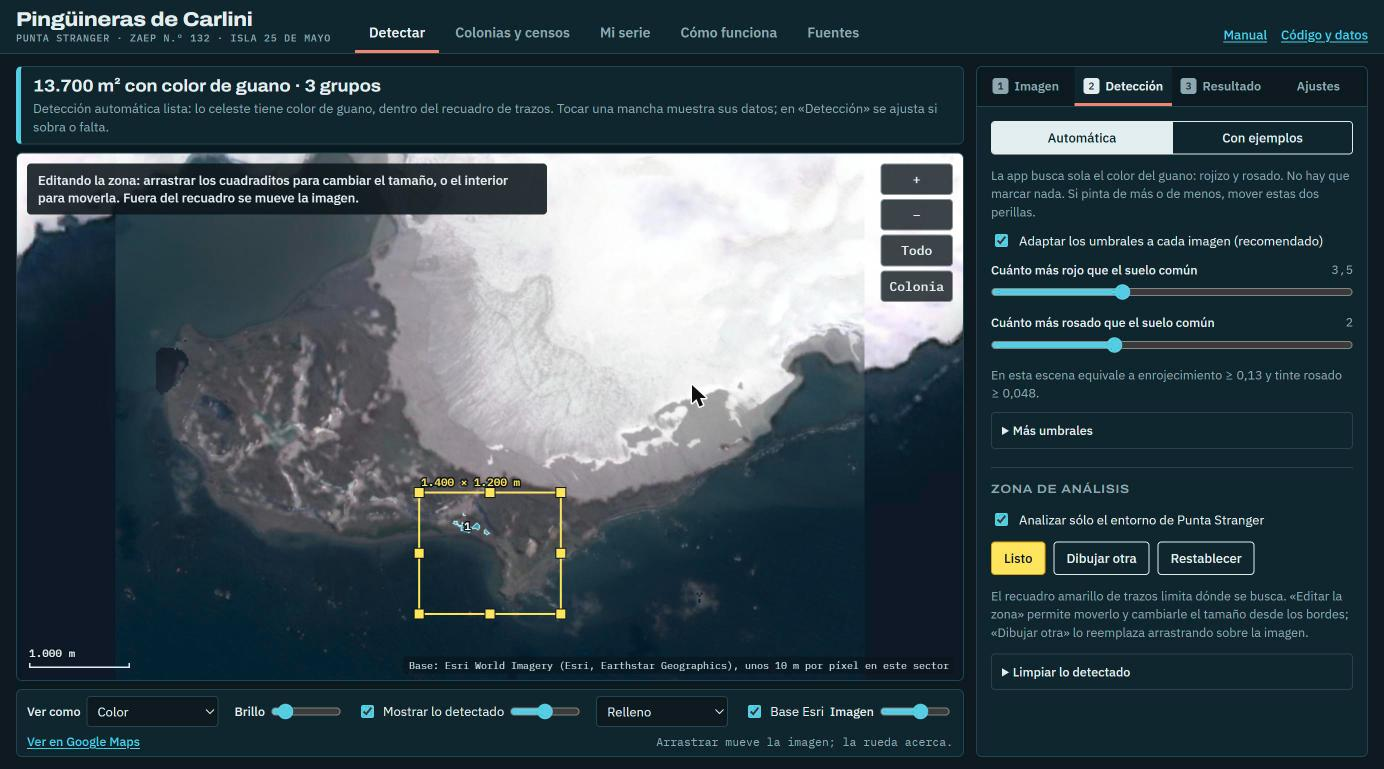 Pingüineras de Carlini
PUNTA STRANGER · ZAEP N.º 132 · ISLA 25 DE MAYO
Detectar
Colonias y censos
Mi serie
Cómo funciona
Fuentes
Manual
Código y datos
13.700 m² con color de guano · 3 grupos
Detección automática lista: lo celeste tiene color de guano, dentro del recuadro de trazos. Tocar una mancha muestra sus datos; en «Detección» se ajusta si
sobra o falta.
Editando la zona: arrastrar los cuadraditos para cambiar el tamaño, o el interior
para moverla. Fuera del recuadro se mueve la imagen.
+
−
Todo
Colonia
1.400 × 1.200 m
1
1.000 m
Base: Esri World Imagery (Esri, Earthstar Geographics), unos 10 m por píxel en este sector
Ver como
Color
Brillo
Mostrar lo detectado
Relleno
Base Esri
Imagen
Ver en Google Maps
Arrastrar mueve la imagen; la rueda acerca.
1 Imagen
2 Detección
3 Resultado
Ajustes
Automática
Con ejemplos
La app busca sola el color del guano: rojizo y rosado. No hay que
marcar nada. Si pinta de más o de menos, mover estas dos
perillas.
Adaptar los umbrales a cada imagen (recomendado)
Cuánto más rojo que el suelo común
3,5
Cuánto más rosado que el suelo común
2
En esta escena equivale a enrojecimiento ≥ 0,13 y tinte rosado
≥ 0,048.
Más umbrales
ZONA DE ANÁLISIS
Analizar sólo el entorno de Punta Stranger
Listo
Dibujar otra
Restablecer
El recuadro amarillo de trazos limita dónde se busca. «Editar la
zona» permite moverlo y cambiarle el tamaño desde los bordes;
«Dibujar otra» lo reemplaza arrastrando sobre la imagen.
Limpiar lo detectado